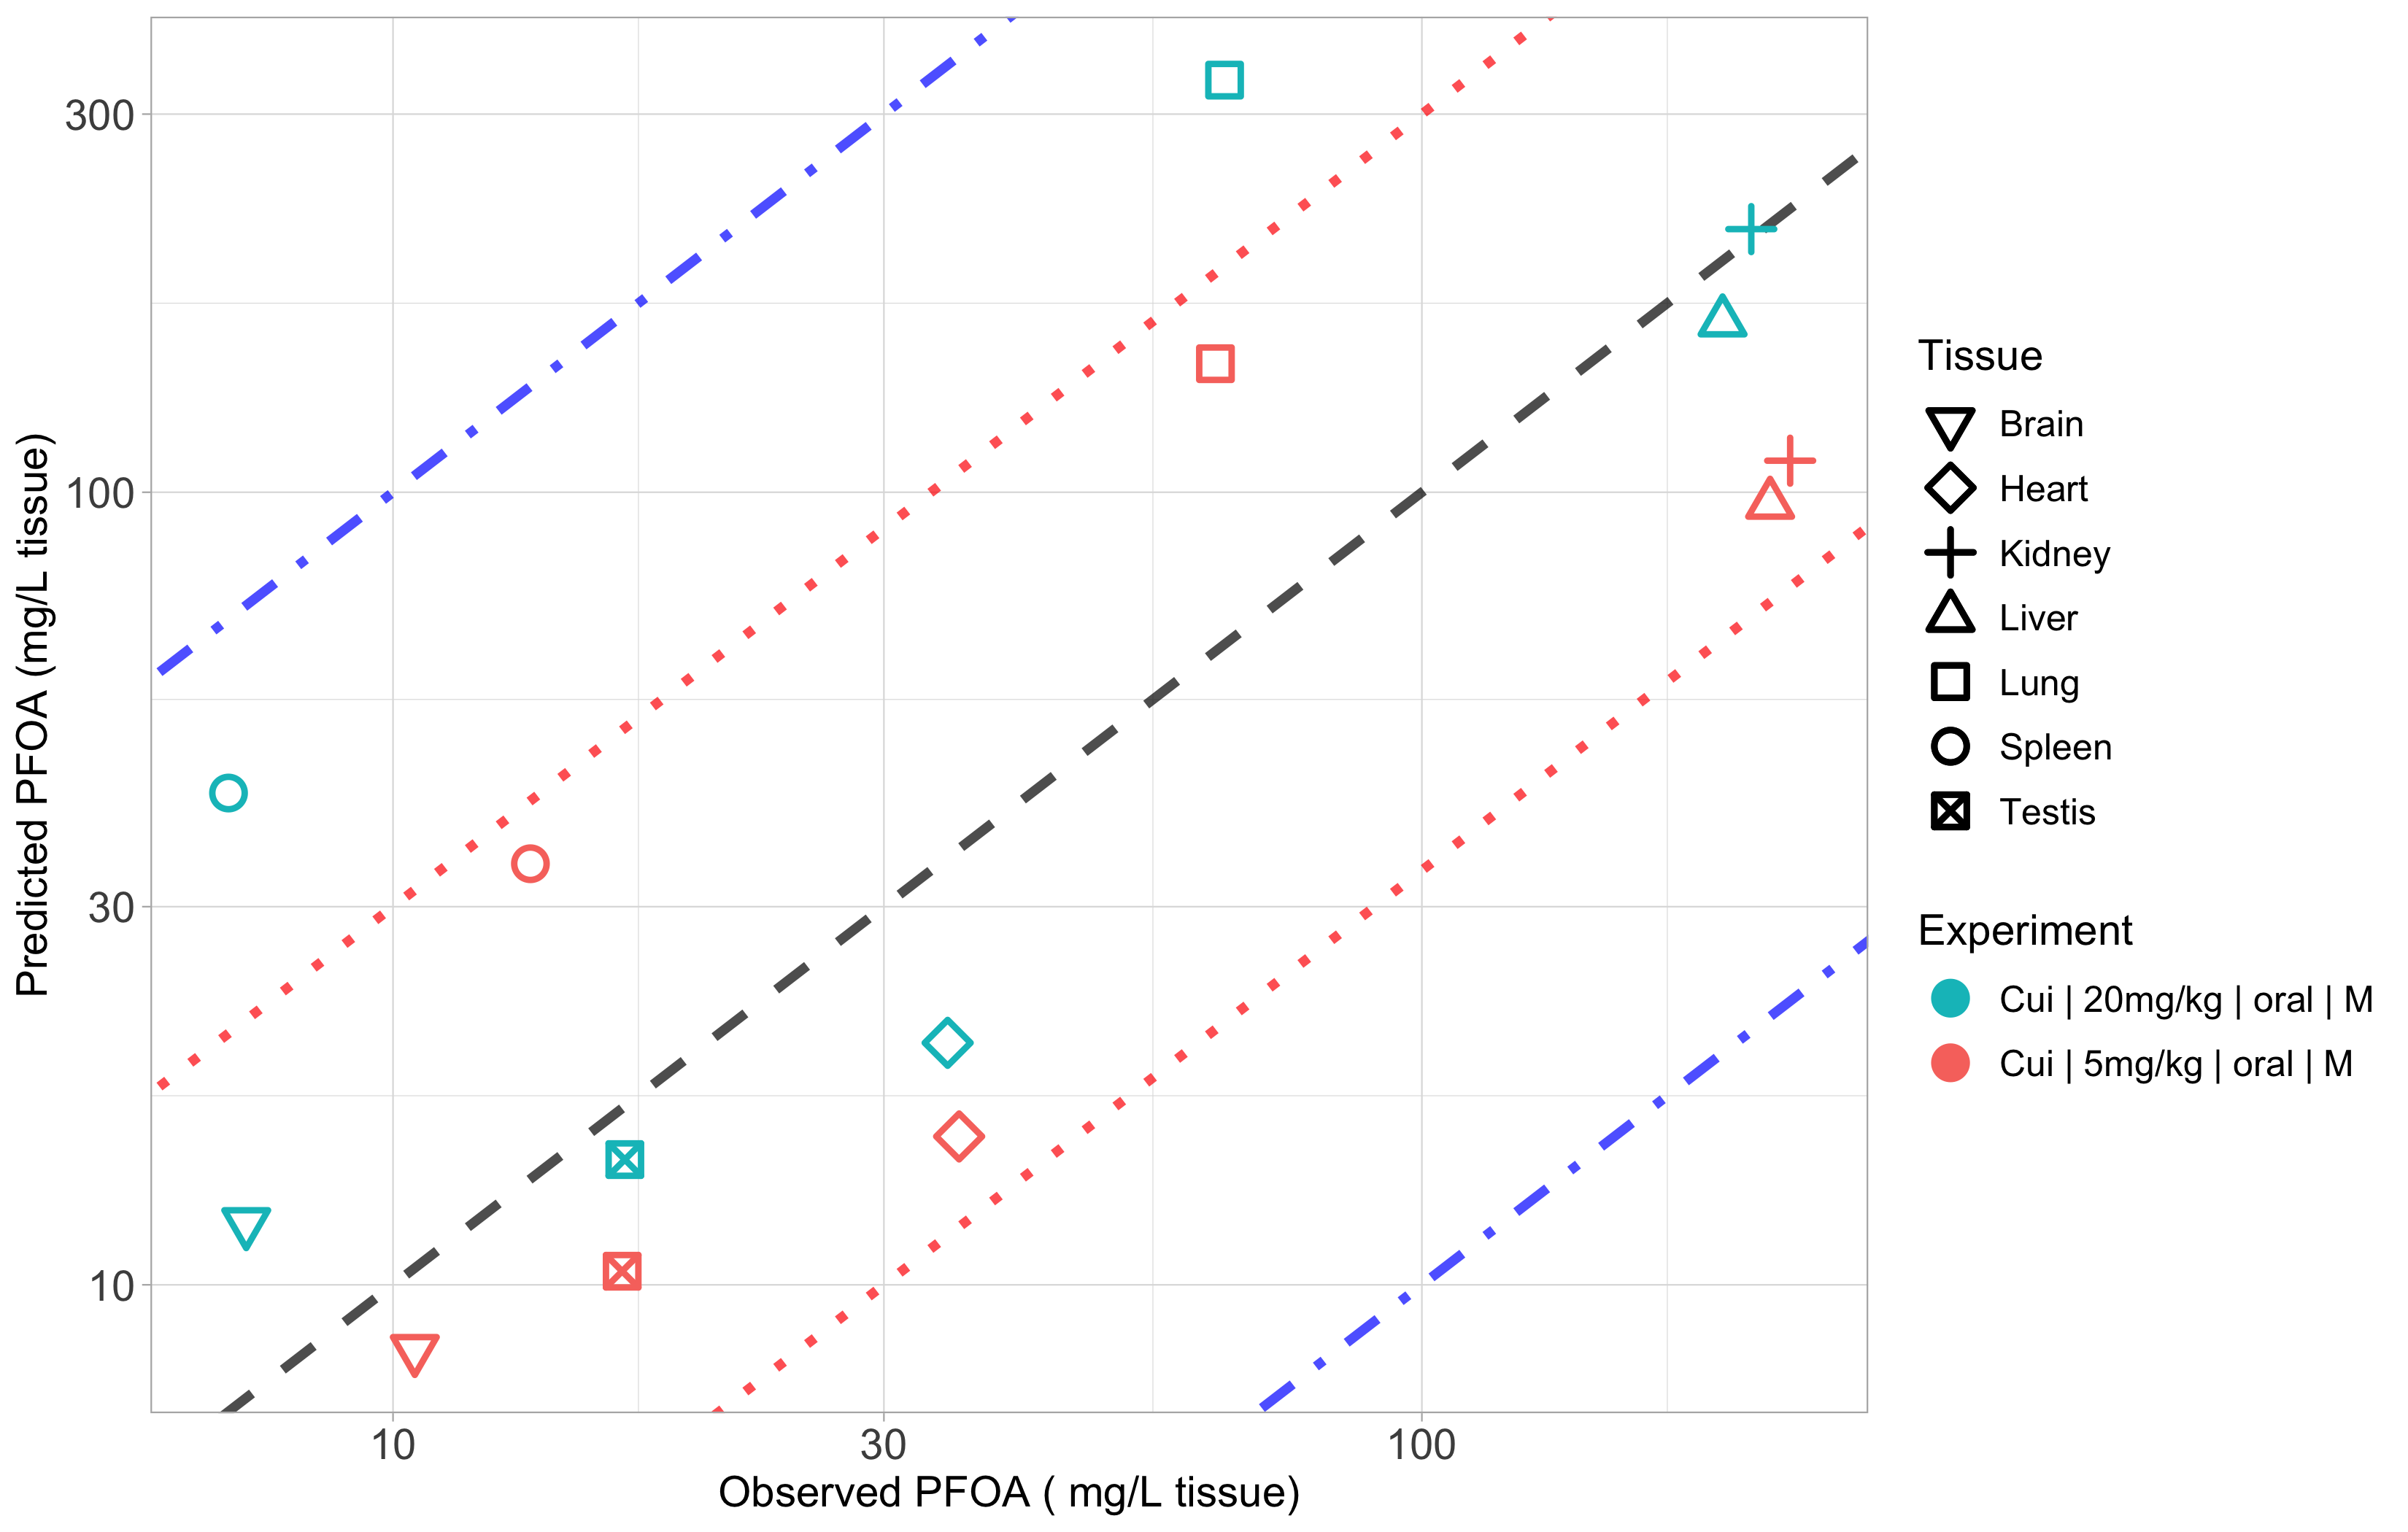 300
100
30
10
10
30
100
Predicted PFOA (mg/L tissue)
Observed PFOA ( mg/L tissue)
Tissue
Brain
Heart
Kidney
Liver
Lung
Spleen
Testis
Experiment
Cui | 20mg/kg | oral | M
Cui | 5mg/kg | oral | M